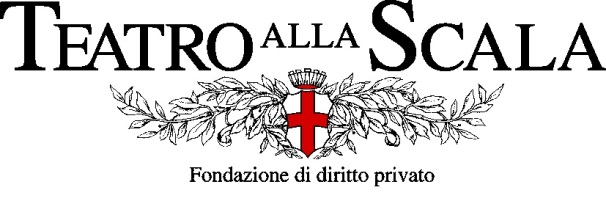 TEATRO ALLA SCALA
Fondazione di diritto privato